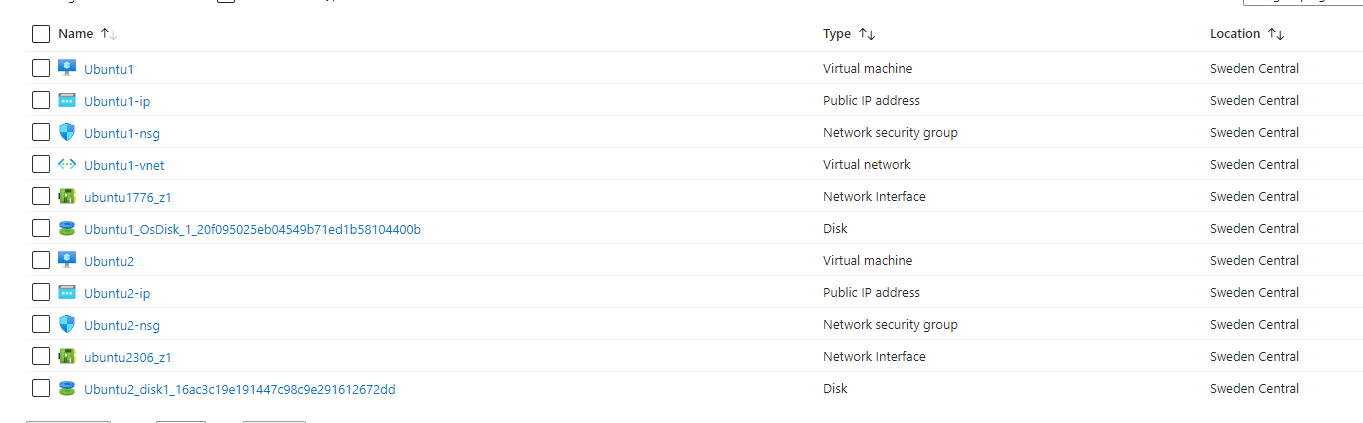 Name Type Location
Ubuntu1 Virtual machine Sweden Central
Ubuntu1-ip Public IP address Sweden Central
Ubuntu1-nsg Network security group Sweden Central
Ubuntu1-vnet Virtual network Sweden Central
ubuntu1776_z1 Network Interface Sweden Central
Ubuntu1_OsDisk_1_20f095025eb04549b71ed1b58104400b Disk Sweden Central
Ubuntu2 Virtual machine Sweden Central
Ubuntu2-ip Public IP address Sweden Central
Ubuntu2-nsg Network security group Sweden Central
ubuntu2306_z1 Network Interface Sweden Central
Ubuntu2_disk1_16ac3c19e191447c98c9e291612672dd Disk Sweden Central